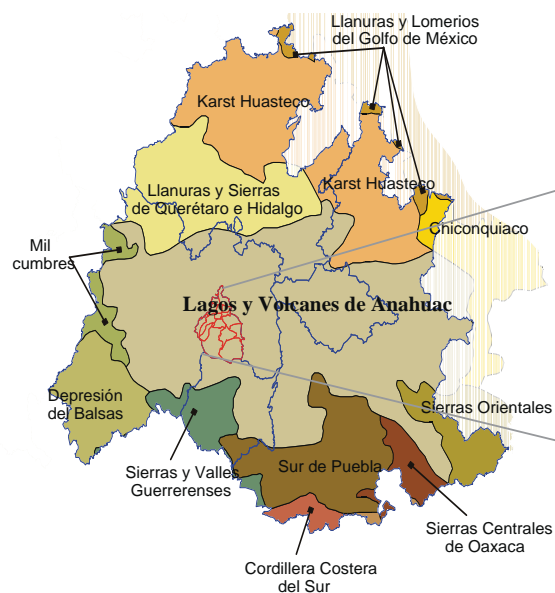 Llanuras y Lomerios
del Golfo de México
Karst Huasteco
Karst Huasteco
Llanuras y Sierras
de Querétaro e Hidalgo
Chiconquiaco
Mil
cumbres
Lagos y Volcanes de Anahuac
Depresión
del Balsas
Sierras Orientales
Sierras y Valles
Guerrerenses
Sur de Puebla
Sierras Centrales
de Oaxaca
Cordillera Costera
del Sur